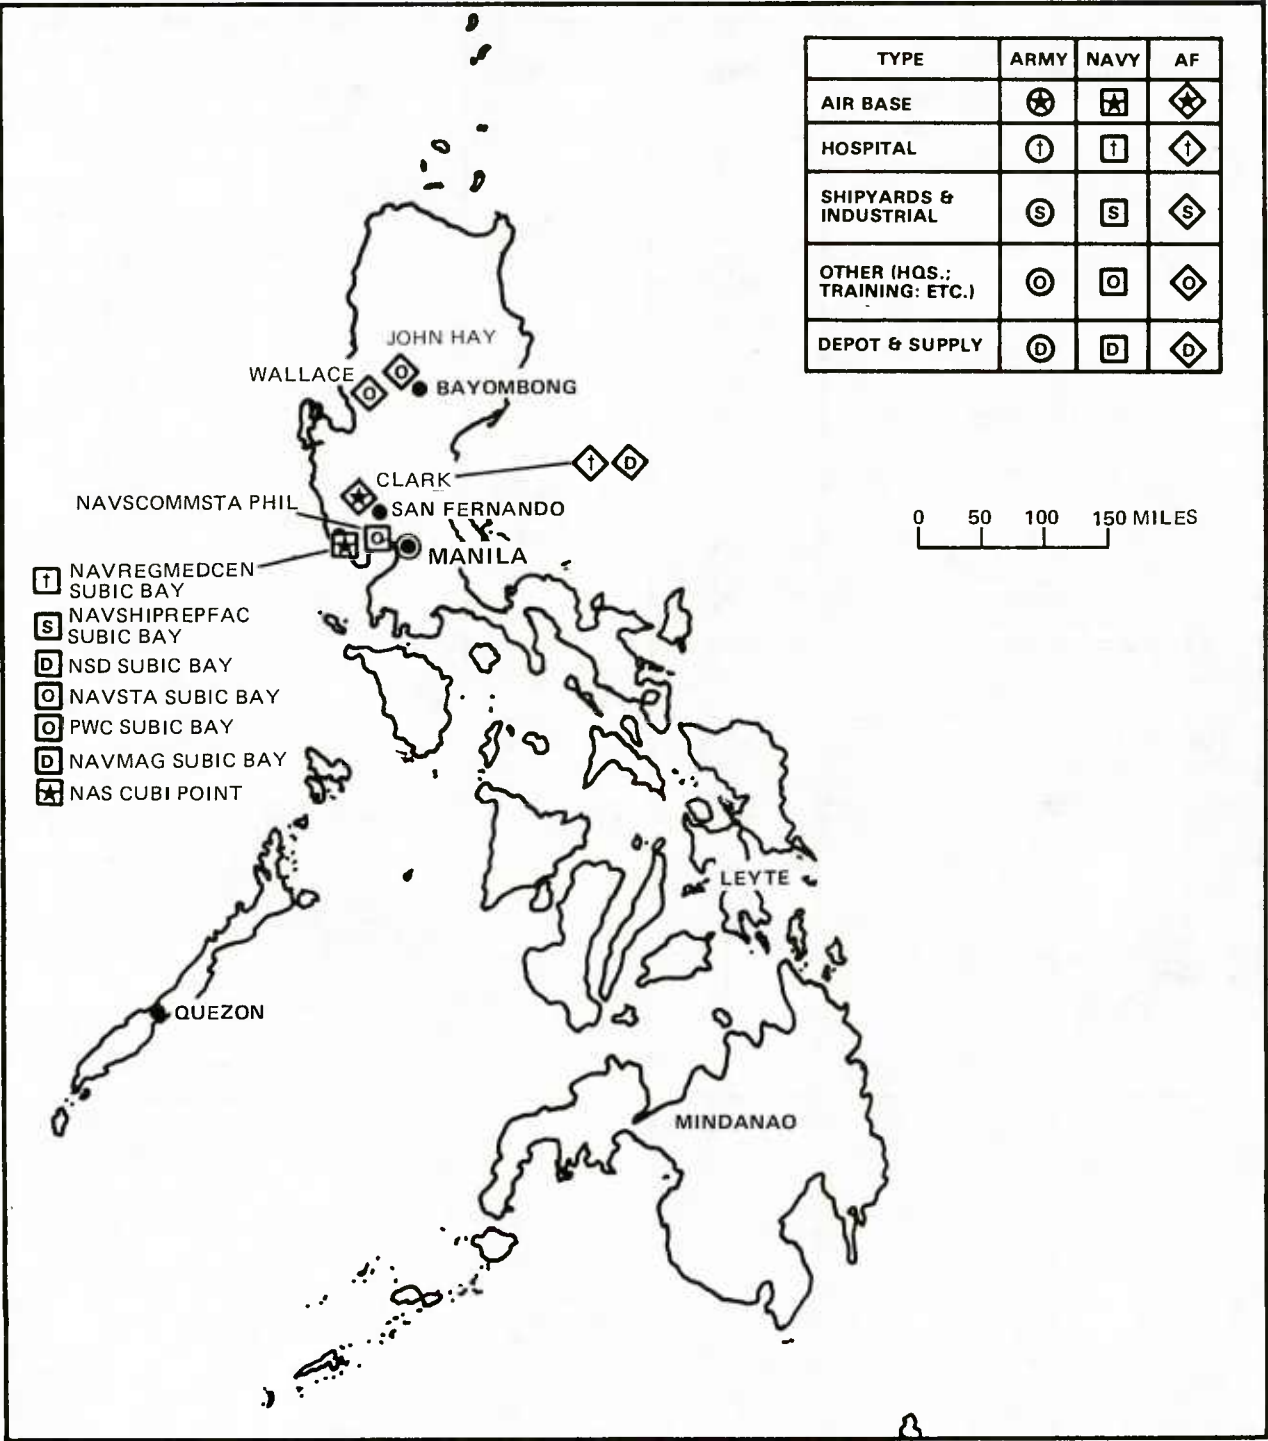 TYPE ARMY NAVY AF
AIR BASE
HOSPITAL † † †
SHIPYARDS &
INDUSTRIAL S S S
OTHER (HQS.;
TRAINING: ETC.) O O O
DEPOT & SUPPLY D D D
JOHN HAY
WALLACE O O
BAYOMBONG
CLARK † D
NAVSCOMMSTA PHIL
SAN FERNANDO
O
MANILA
0 50 100 150 MILES
† NAVREGMEDCEN
SUBIC BAY
S NAVSHIPREPFAC
SUBIC BAY
D NSD SUBIC BAY
O NAVSTA SUBIC BAY
O PWC SUBIC BAY
D NAVMAG SUBIC BAY
NAS CUBI POINT
LEYTE
QUEZON
MINDANAO